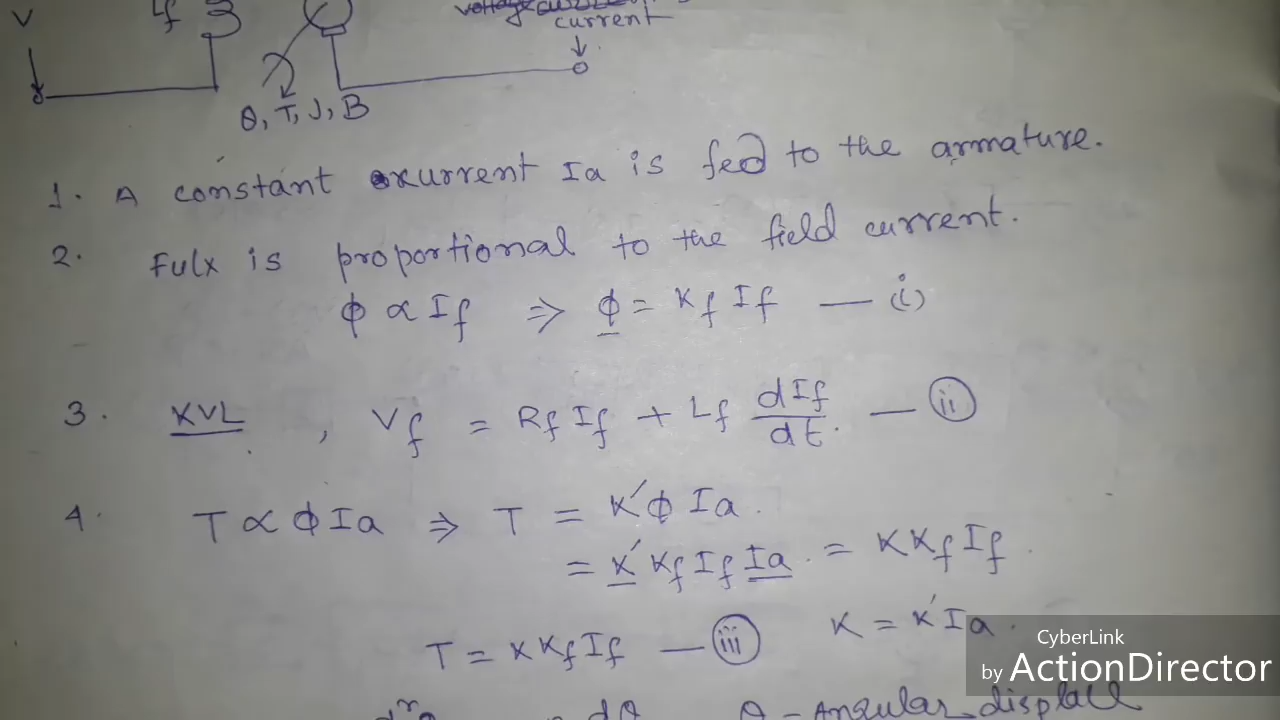 V Lf
current
θ, T, J, B
1. A constant current Ia is fed to the armature.
2. Fulx is proportional to the field current.
ϕ ∝ If ⇒ ϕ = Kf If — (i)
3. KVL , Vf = Rf If + Lf dIf/dt. — (ii)
4. T ∝ ϕ Ia ⇒ T = K′ϕ Ia.
= K′ Kf If Ia. = K Kf If.
T = K Kf If — (iii) K = K′Ia.
dθ θ - Angular displace
CyberLink
by ActionDirector